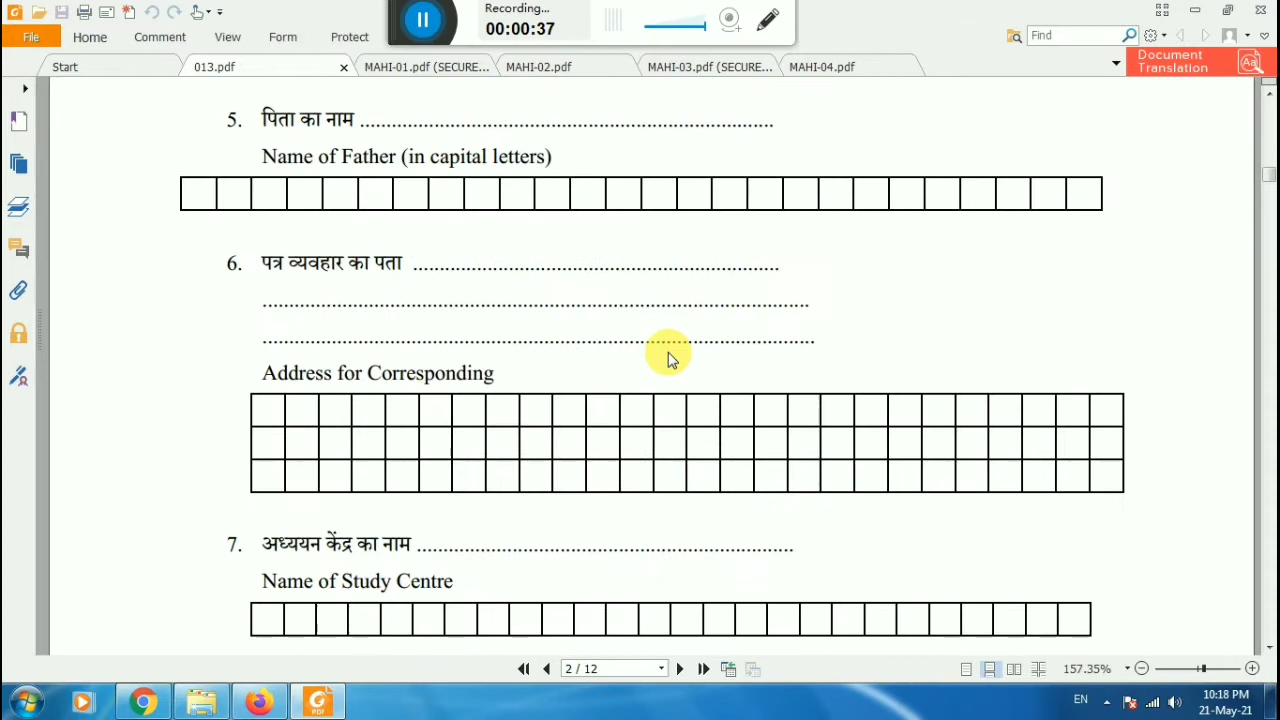 Recording...
00:00:37
File Home Comment View Form Protect
Find
Start 013.pdf MAHI-01.pdf (SECURE... MAHI-02.pdf MAHI-03.pdf (SECURE... MAHI-04.pdf
Document
Translation
5. पिता का नाम ..............................................................................
Name of Father (in capital letters)
6. पत्र व्यवहार का पता .....................................................................
.......................................................................................................
........................................................................................................
Address for Corresponding
7. अध्ययन केंद्र का नाम .......................................................................
Name of Study Centre
2 / 12
157.35%
PDF
EN
10:18 PM
21-May-21